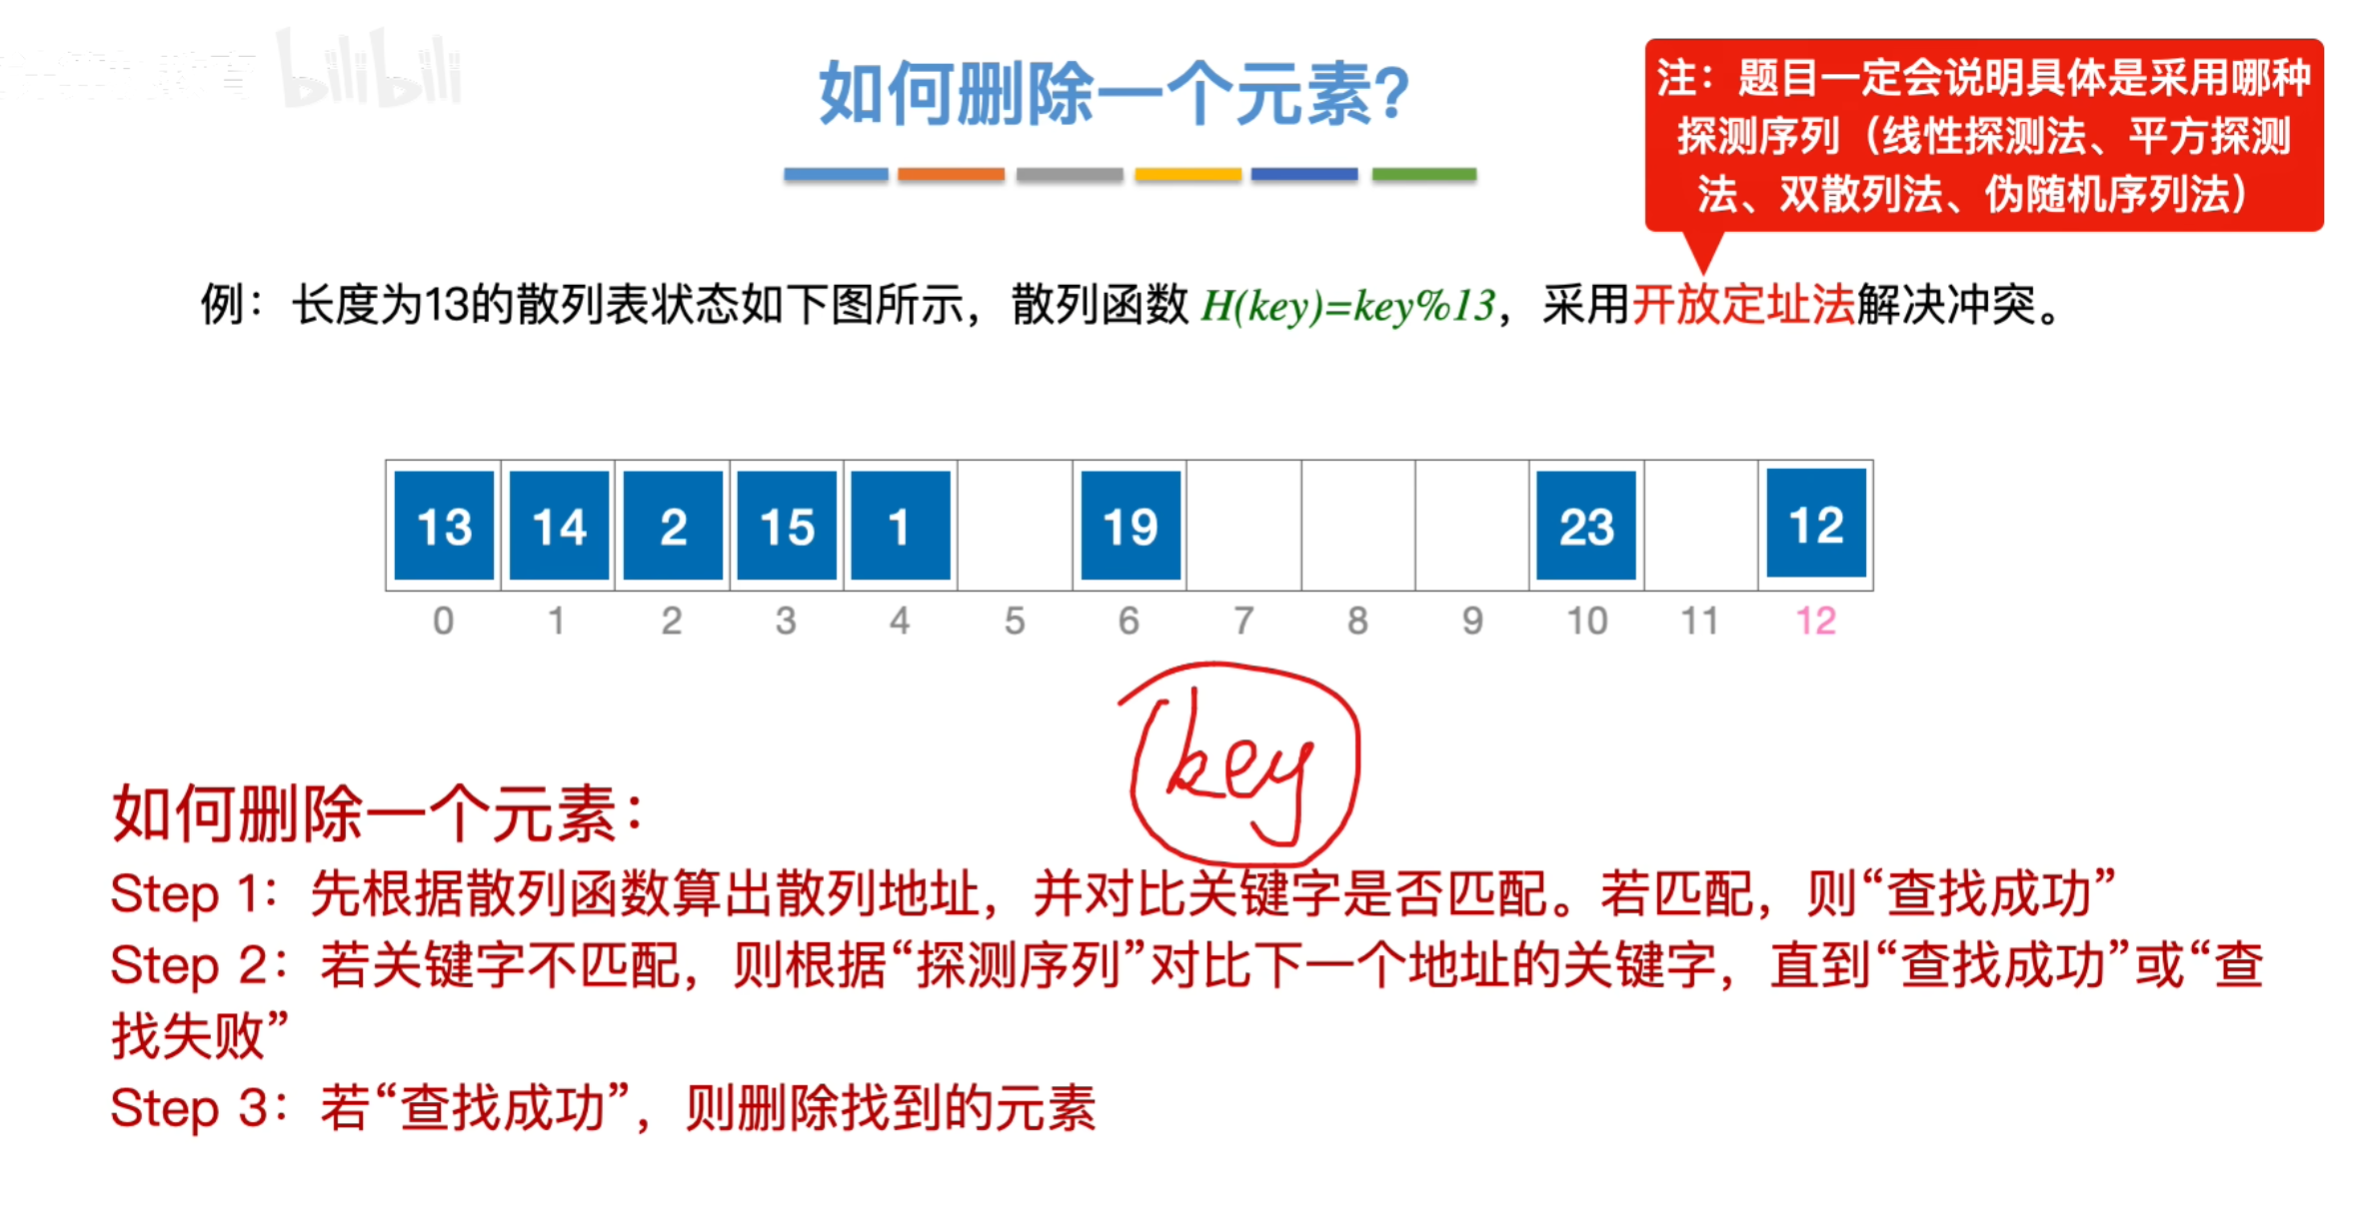 bilibili
如何删除一个元素?
注：题目一定会说明具体是采用哪种
探测序列（线性探测法、平方探测
法、双散列法、伪随机序列法）
例：长度为13的散列表状态如下图所示，散列函数 H(key)=key%13，采用开放定址法解决冲突。
13 14 2 15 1 19 23 12
0 1 2 3 4 5 6 7 8 9 10 11 12
key
如何删除一个元素：
Step 1：先根据散列函数算出散列地址，并对比关键字是否匹配。若匹配，则“查找成功”
Step 2：若关键字不匹配，则根据“探测序列”对比下一个地址的关键字，直到“查找成功”或“查
找失败”
Step 3：若“查找成功”，则删除找到的元素